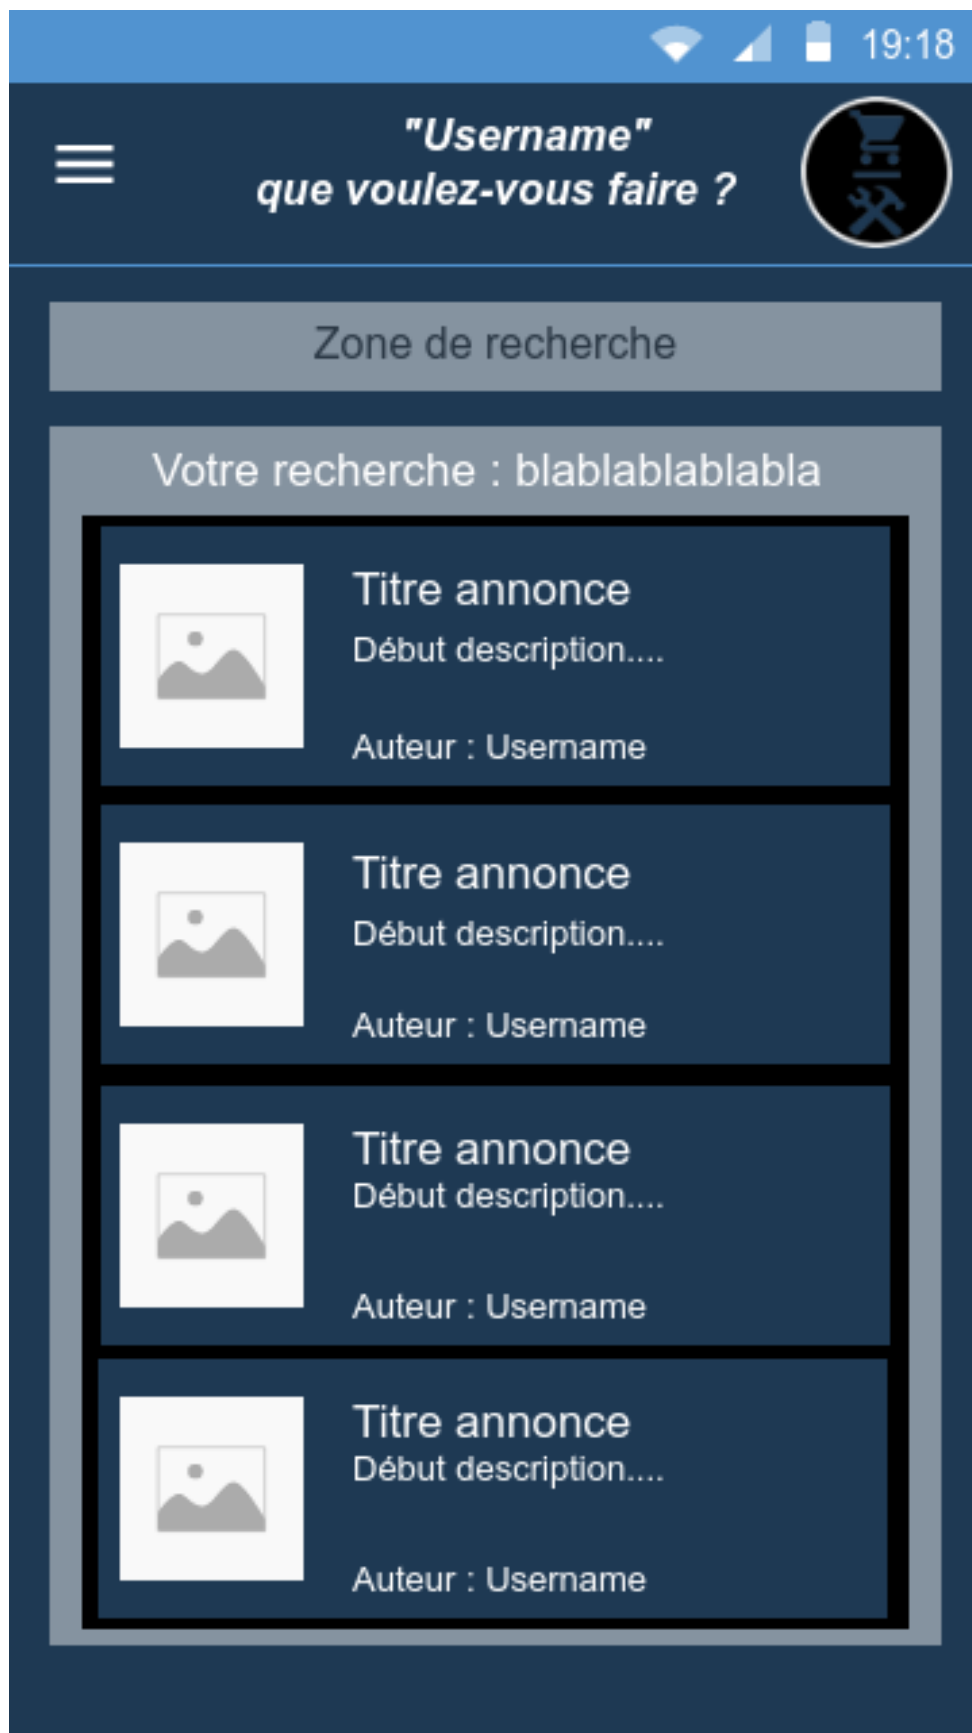 19:18
"Username"
que voulez-vous faire ?
Zone de recherche
Votre recherche : blablablablabla
Titre annonce
Début description....
Auteur : Username
Titre annonce
Début description....
Auteur : Username
Titre annonce
Début description....
Auteur : Username
Titre annonce
Début description....
Auteur : Username